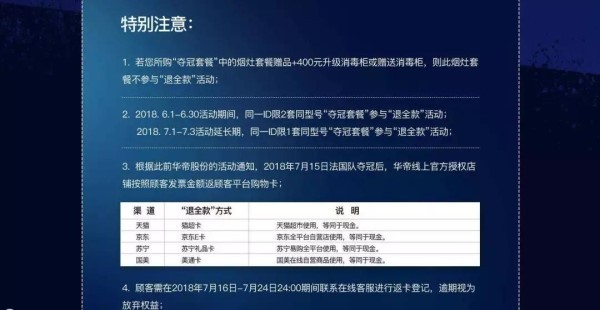 特别注意：
1. 若您所购“夺冠套餐”中的烟灶套餐赠品+400元升级消毒柜或赠送消毒柜，则此烟灶套
餐不参与“退全款”活动；
2. 2018. 6.1-6.30活动期间，同一ID限2套同型号“夺冠套餐”参与“退全款”活动；
2018. 7.1-7.3活动延长期，同一ID限1套同型号“夺冠套餐”参与“退全款”活动；
3. 根据此前华帝股份的活动通知，2018年7月15日法国队夺冠后，华帝线上官方授权店
铺按照顾客发票金额返顾客平台购物卡；
渠 道 “退全款”方式 说 明
天猫 猫超卡 天猫超市使用，等同于现金。
京东 京东E卡 京东全平台自营店使用，等同于现金。
苏宁 苏宁礼品卡 苏宁易购全平台使用，等同于现金。
国美 美通卡 国美在线自营商品使用，等同于现金。
4. 顾客需在2018年7月16日-7月24日24:00期间联系在线客服进行返卡登记，逾期视为
放弃权益；